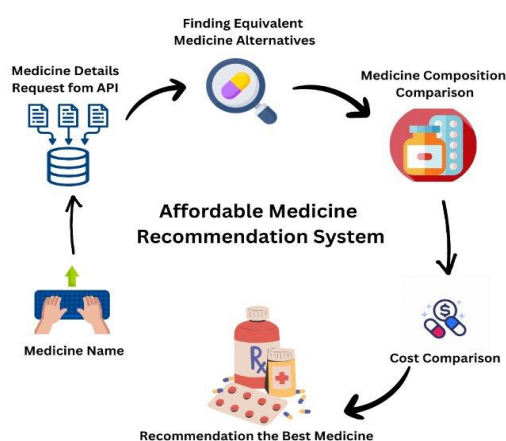 Finding Equivalent
Medicine Alternatives
Medicine Details
Request fom API
Medicine Composition
Comparison
Affordable Medicine
Recommendation System
Medicine Name
Rx
$
Cost Comparison
Recommendation the Best Medicine